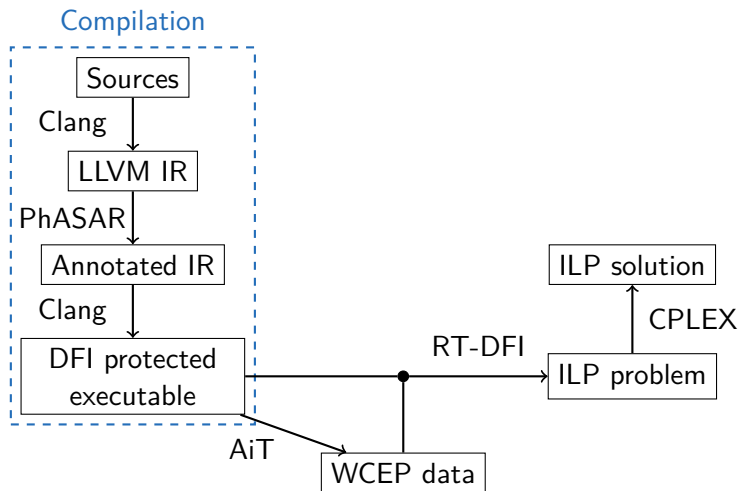 Compilation
Sources
Clang
LLVM IR
PhASAR
Annotated IR
Clang
DFI protected
executable
AiT
WCEP data
RT-DFI
ILP problem
CPLEX
ILP solution